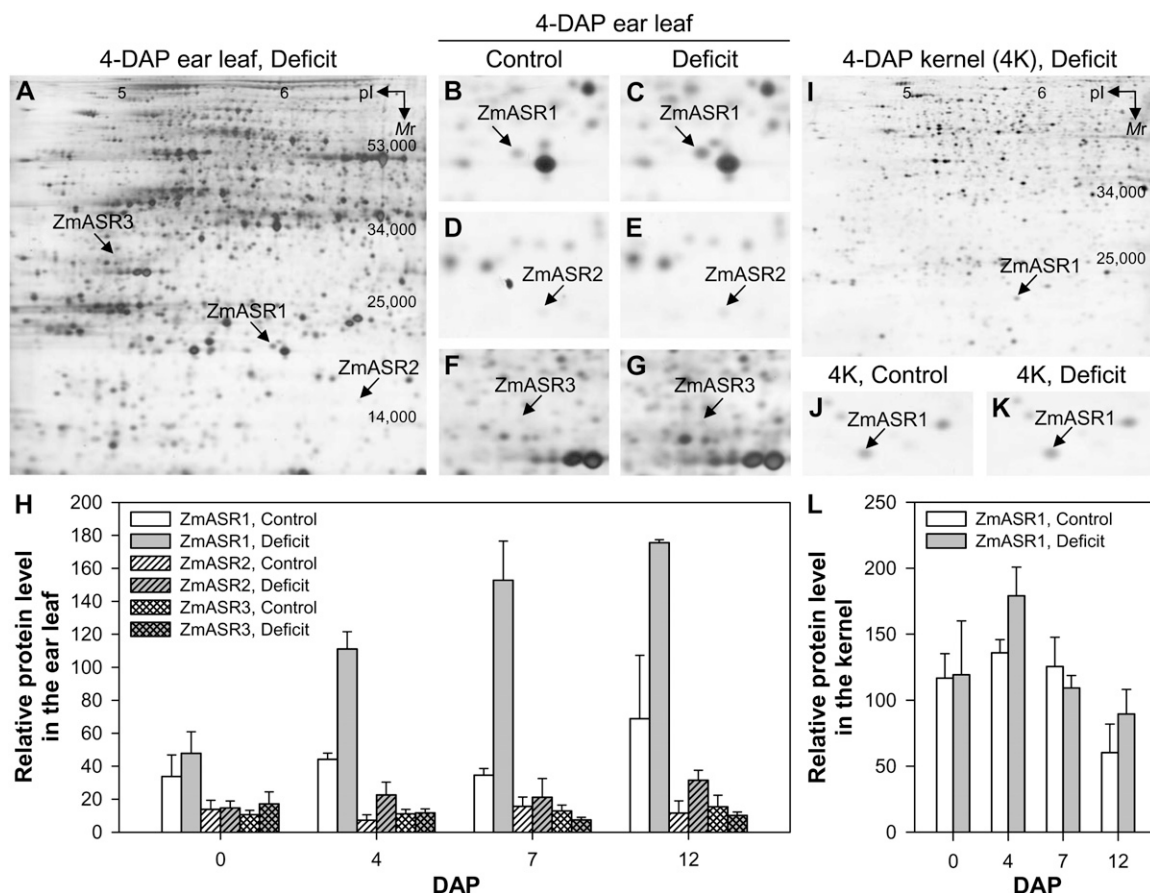 4-DAP ear leaf
4-DAP ear leaf, Deficit
Control
Deficit
4-DAP kernel (4K), Deficit
A
5
6
pI
Mr
53,000
ZmASR3
34,000
25,000
ZmASR1
ZmASR2
14,000
B
ZmASR1
C
ZmASR1
D
ZmASR2
E
ZmASR2
F
ZmASR3
G
ZmASR3
I
5
6
pI
Mr
34,000
25,000
ZmASR1
4K, Control
4K, Deficit
J
ZmASR1
K
ZmASR1
H
Relative protein level
in the ear leaf
200
180
160
140
120
100
80
60
40
20
0
ZmASR1, Control
ZmASR1, Deficit
ZmASR2, Control
ZmASR2, Deficit
ZmASR3, Control
ZmASR3, Deficit
0
4
7
12
DAP
L
Relative protein level
in the kernel
250
200
150
100
50
0
ZmASR1, Control
ZmASR1, Deficit
0
4
7
12
DAP